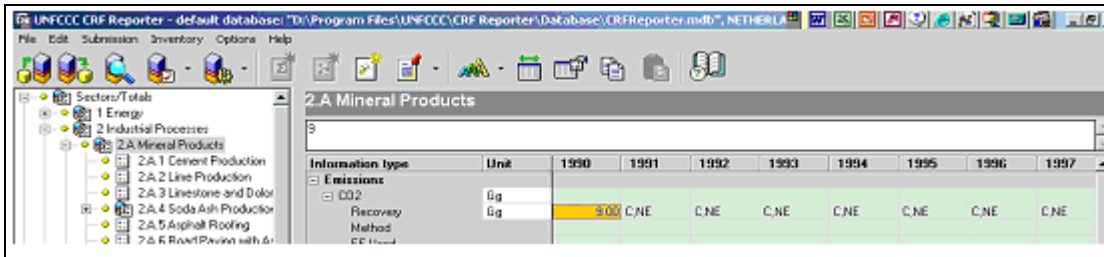 UNFCCC CRF Reporter - default database: "D:\Program Files\UNFCCC\CRF Reporter\Database\CRFReporter.mdb", NETHERLA
File Edit Submission Inventory Options Help
Sectors/Totals
1 Energy
2 Industrial Processes
2.A Mineral Products
2.A.1 Cement Production
2.A.2 Lime Production
2.A.3 Limestone and Dolor
2.A.4 Soda Ash Production
2.A.5 Asphalt Roofing
2.A.6 Road Paving with A
2.A Mineral Products
9
Information type Unit 1990 1991 1992 1993 1994 1995 1996 1997
Emissions
CO2 Gg
Recovery Gg 9.00 C,NE C,NE C,NE C,NE C,NE C,NE C,NE
Method
EF Used